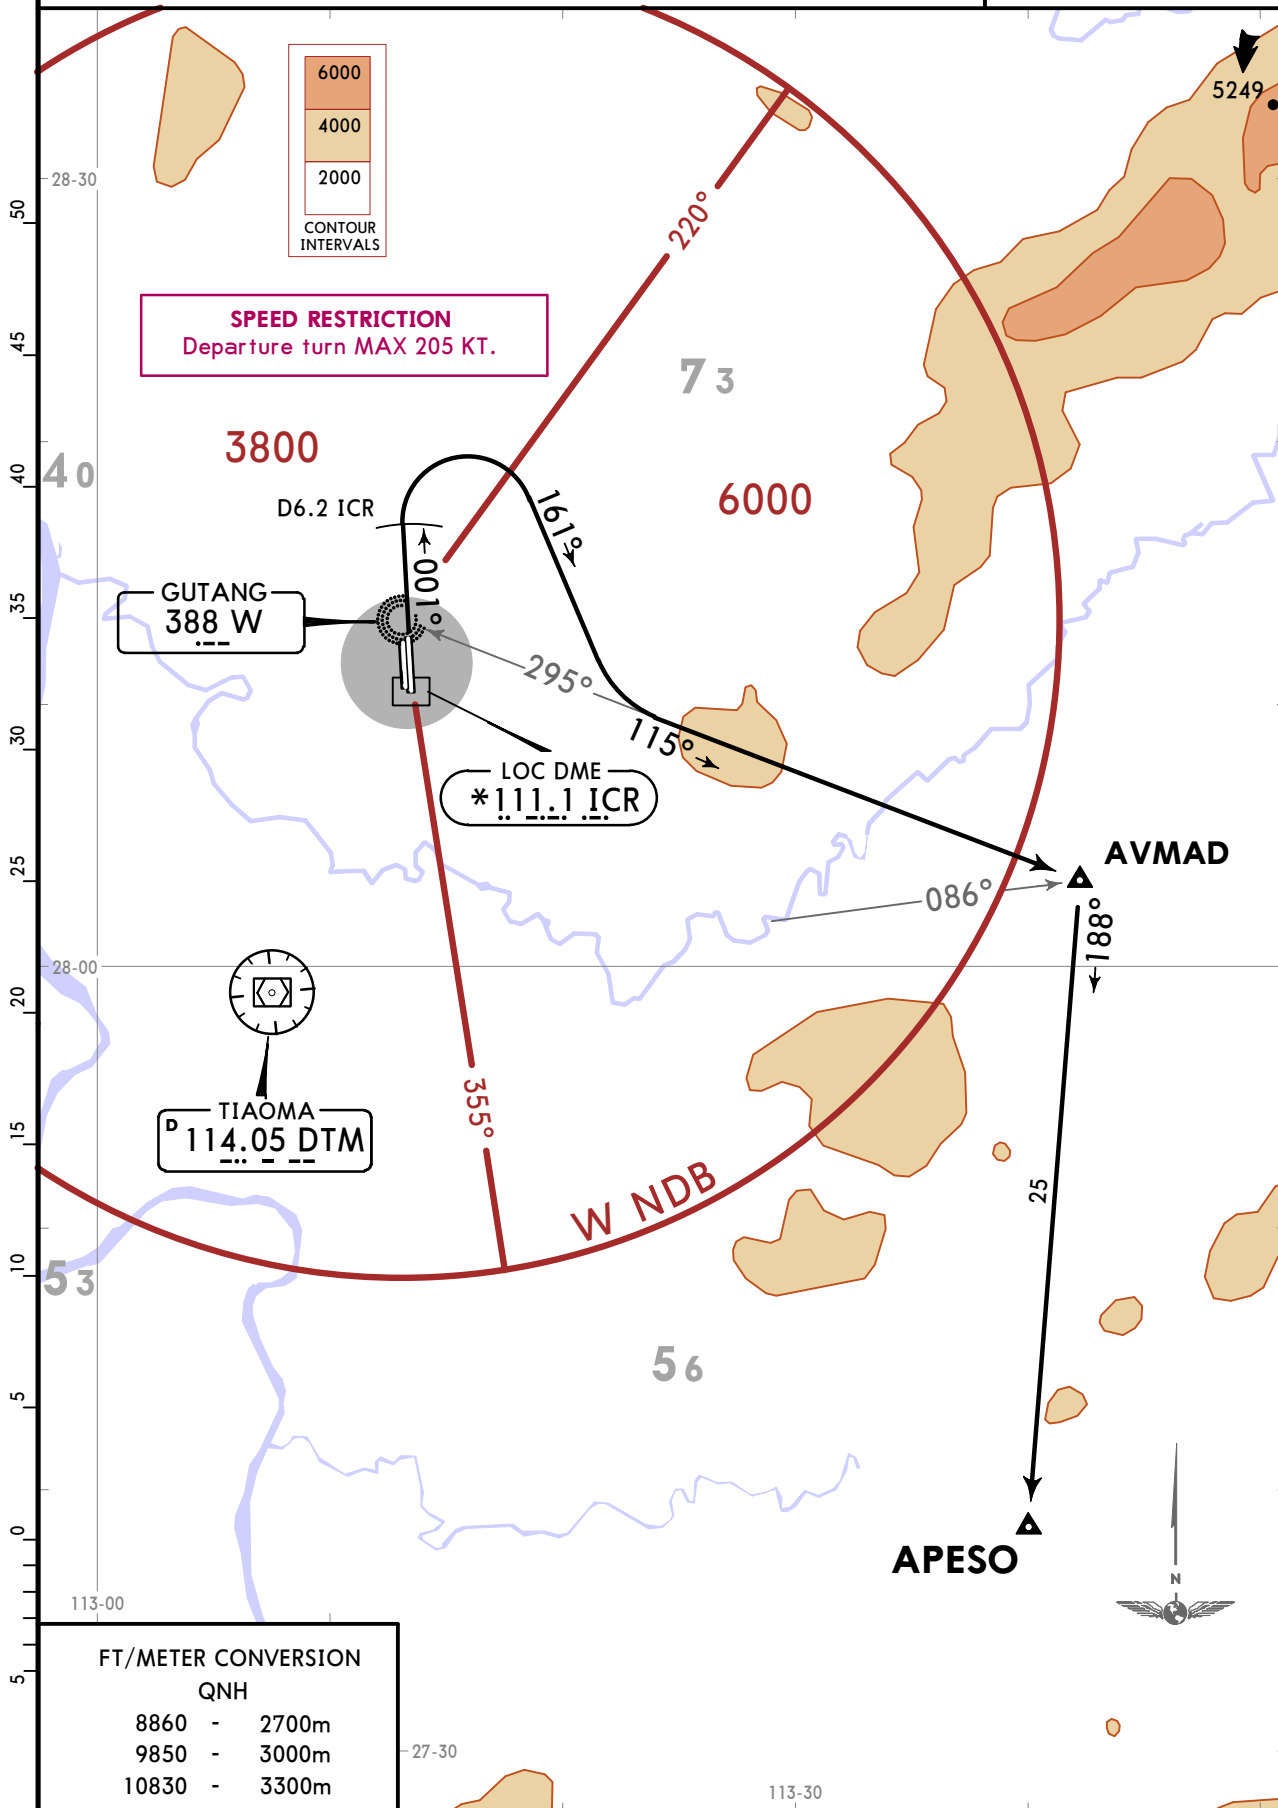 6000
4000
2000
CONTOUR
INTERVALS
5249
28-30
220°
SPEED RESTRICTION
Departure turn MAX 205 KT.
73
3800
40
6000
D6.2 ICR
161°
001°
GUTANG
388 W
295°
115°
LOC DME
*111.1 ICR
AVMAD
086°
188°
28-00
TIAOMA
D 114.05 DTM
355°
W NDB
25
53
56
APESO
N
113-00
50
45
40
35
30
25
20
15
10
5
0
5
FT/METER CONVERSION
QNH
8860 - 2700m
9850 - 3000m
10830 - 3300m
27-30
113-30